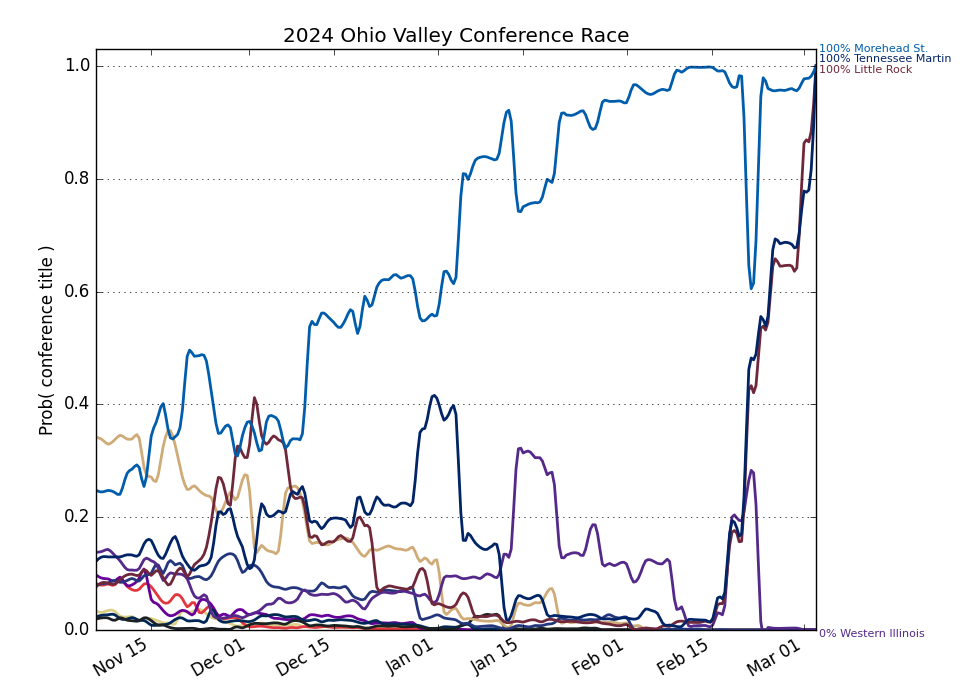 2024 Ohio Valley Conference Race
100% Morehead St.
100% Tennessee Martin
100% Little Rock
1.0
0.8
0.6
0.4
0.2
0.0
Prob( conference title )
0% Western Illinois
Nov 15
Dec 01
Dec 15
Jan 01
Jan 15
Feb 01
Feb 15
Mar 01